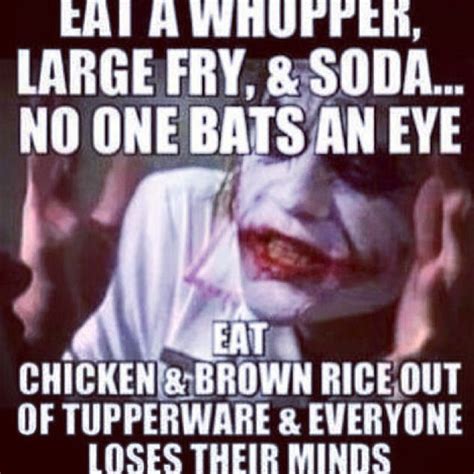 EAT A WHOPPER,
LARGE FRY, & SODA...
NO ONE BATS AN EYE
EAT
CHICKEN & BROWN RICE OUT
OF TUPPERWARE & EVERYONE
LOSES THEIR MINDS